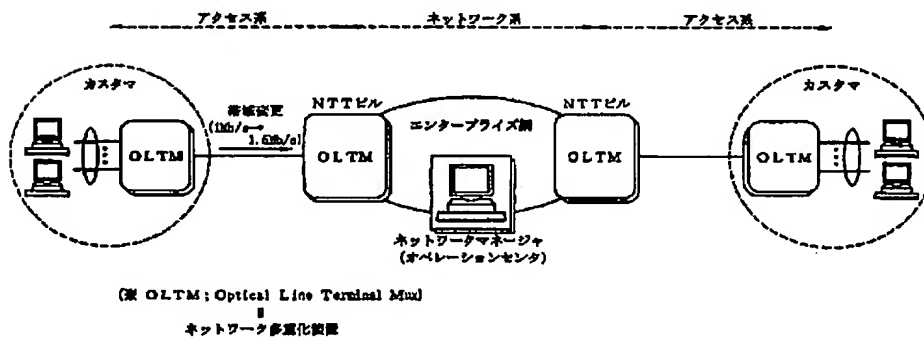 アクセス系 ネットワーク系 アクセス系
カスタマ カスタマ
NTTビル NTTビル
帯域変更
(1Mb/s→
1.5Mb/s)
エンタープライズ網
OLTM OLTM OLTM OLTM
ネットワークマネージャ
(オペレーションセンタ)
(※ OLTM ; Optical Line Terminal Mux)
ネットワーク多重化装置